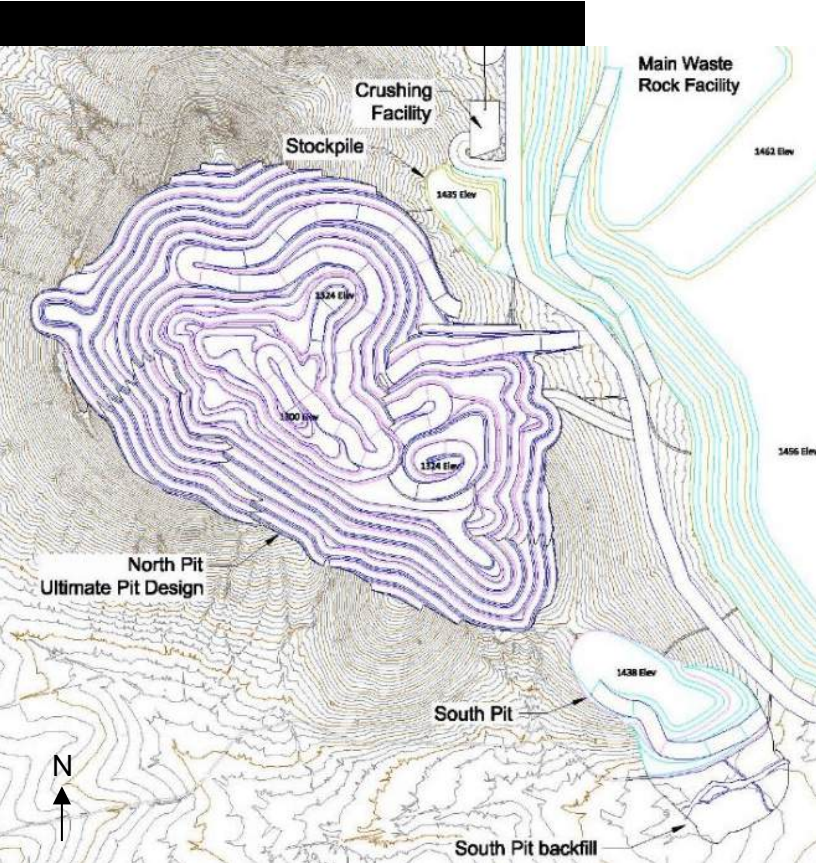 Main Waste
Rock Facility
Crushing
Facility
Stockpile
1462 Elev
1435 Elev
1324 Elev
1300 Elev
1324 Elev
1456 Elev
North Pit
Ultimate Pit Design
1438 Elev
South Pit
N
South Pit backfill